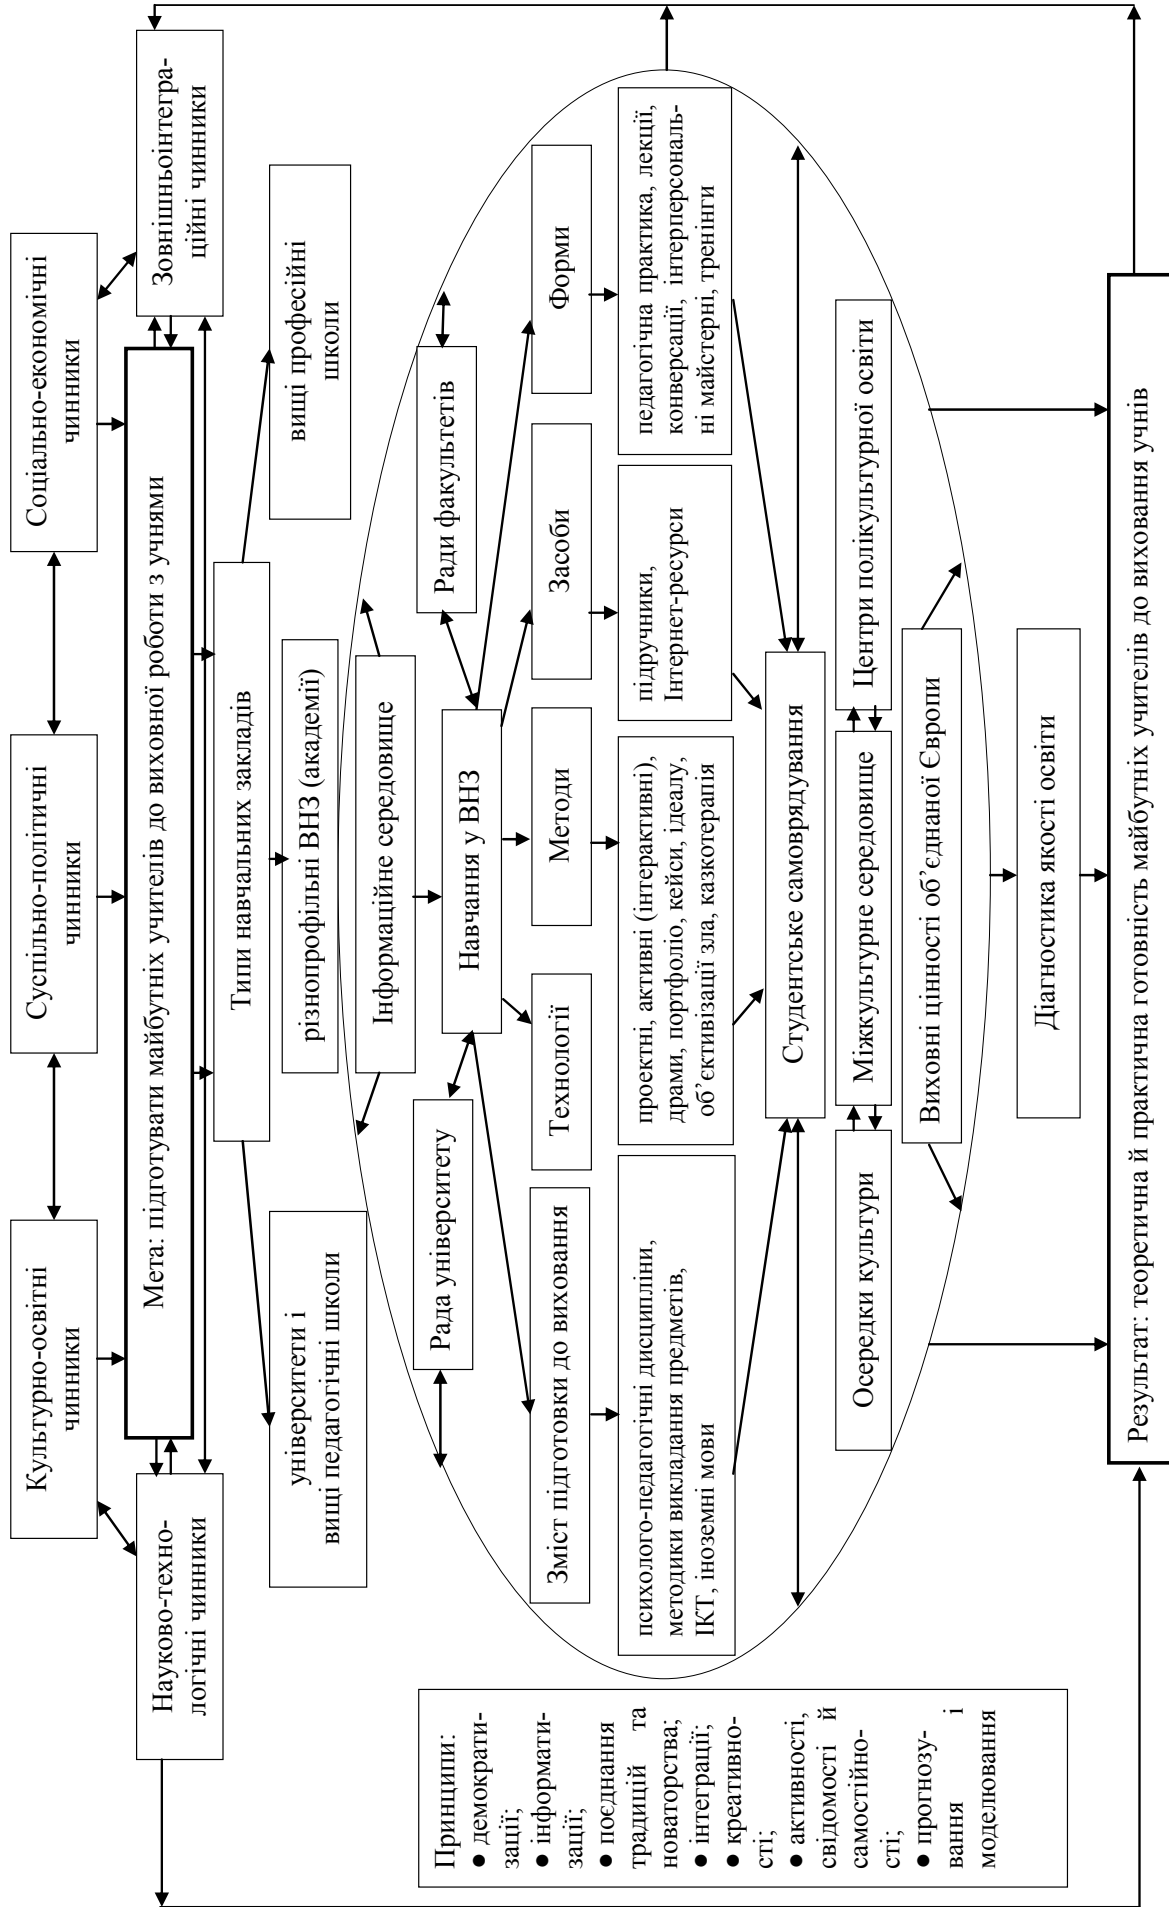 Культурно-освітні
чинники
Суспільно-політичні
чинники
Соціально-економічні
чинники
Науково-техно-
логічні чинники
Мета: підготувати майбутніх учителів до виховної роботи з учнями
Зовнішньоінтегра-
ційні чинники
Типи навчальних закладів
університети і
вищі педагогічні школи
різнопрофільні ВНЗ (академії)
вищі професійні
школи
Інформаційне середовище
Рада університету
Навчання у ВНЗ
Ради факультетів
Зміст підготовки до виховання
Технології
Методи
Засоби
Форми
психолого-педагогічні дисципліни,
методики викладання предметів,
ІКТ, іноземні мови
проектні, активні (інтерактивні),
драми, портфоліо, кейси, ідеалу,
об’єктивізації зла, казкотерапія
підручники,
Інтернет-ресурси
педагогічна практика, лекції,
конверсації, інтерперсональ-
ні майстерні, тренінги
Студентське самоврядування
Осередки культури
Міжкультурне середовище
Центри полікультурної освіти
Виховні цінності об’єднаної Європи
Діагностика якості освіти
Результат: теоретична й практична готовність майбутніх учителів до виховання учнів
Принципи:
● демократи-
зації;
● інформати-
зації;
● поєднання
традицій та
новаторства;
● інтеграції;
● креативно-
сті;
● активності,
свідомості й
самостійно-
сті;
● прогнозу-
вання і
моделювання